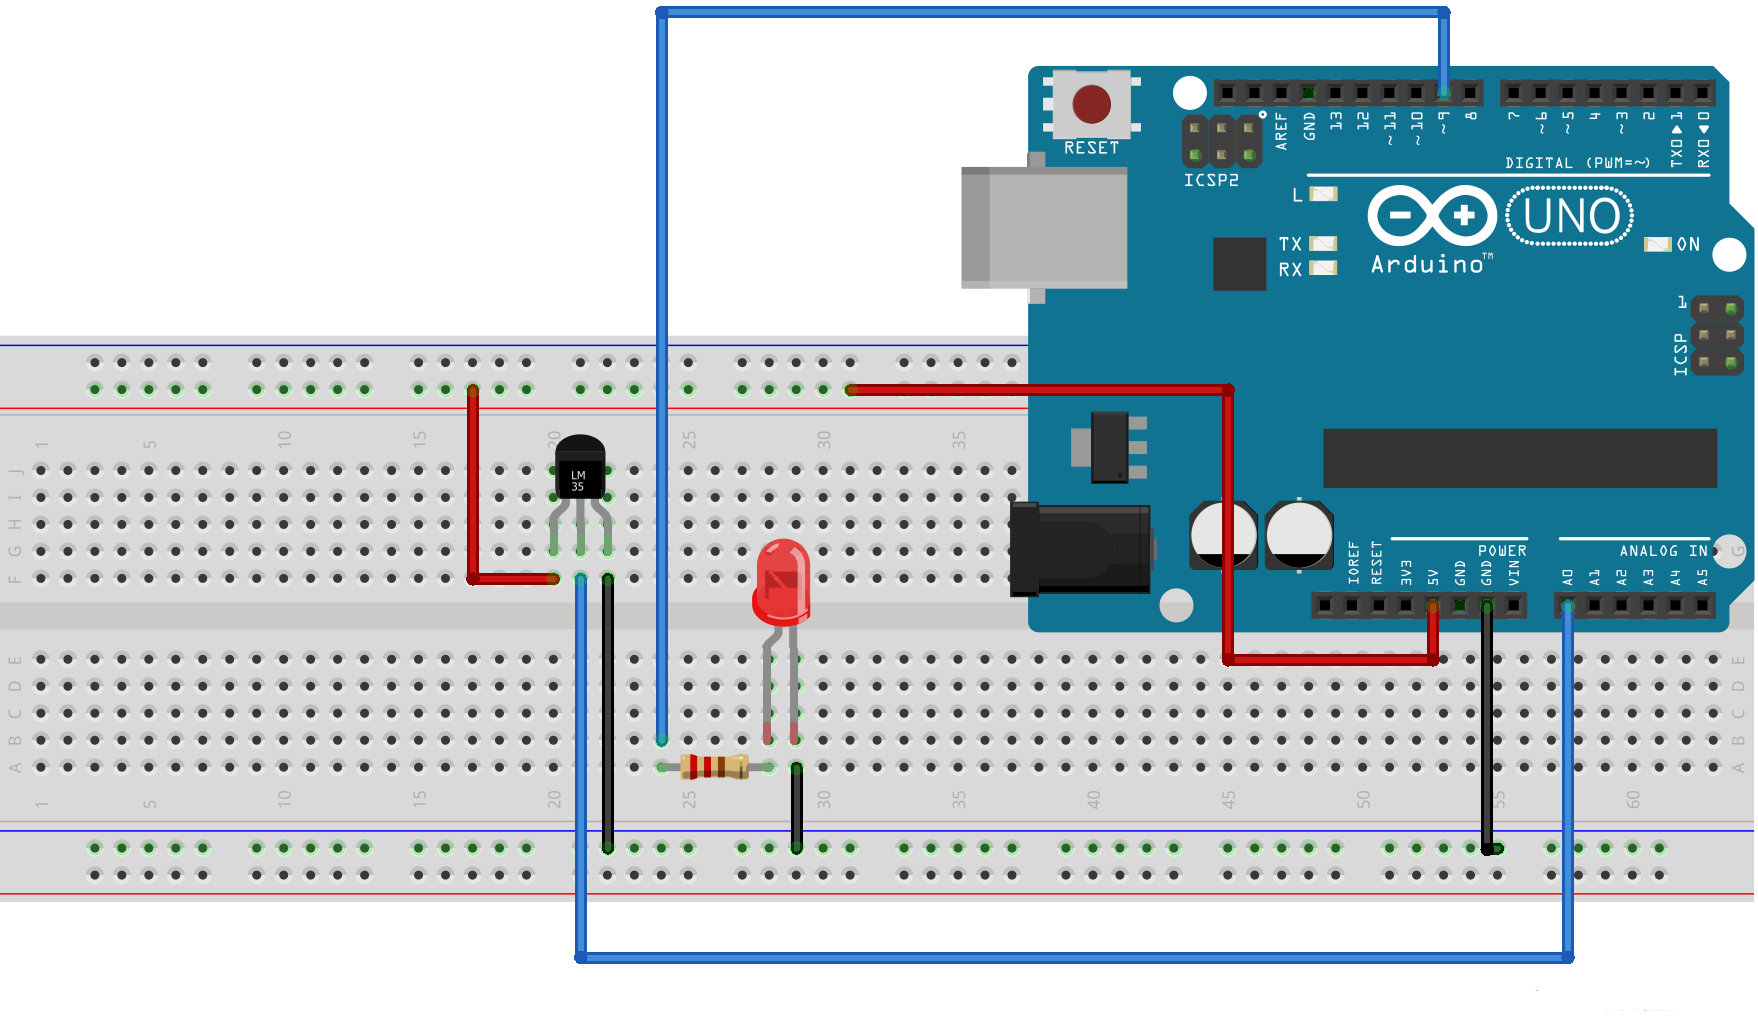 RESET
ICSP2
AREF
GND
13
12
~11
~10
~9
8
7
~6
~5
4
~3
2
TXO▶1
RXO◀0
DIGITAL (PWM=~)
L
TX
RX
UNO
Arduino™
ON
1
ICSP
1 5 10 15 20 25 30 35
J
I
H
G
F
LM
35
IOREF
RESET
3V3
5V
GND
GND
VIN
POWER
ANALOG IN
A0
A1
A2
A3
A4
A5
G
E E
D D
C C
B B
A A
1 5 10 15 20 25 30 35 40 45 50 55 60